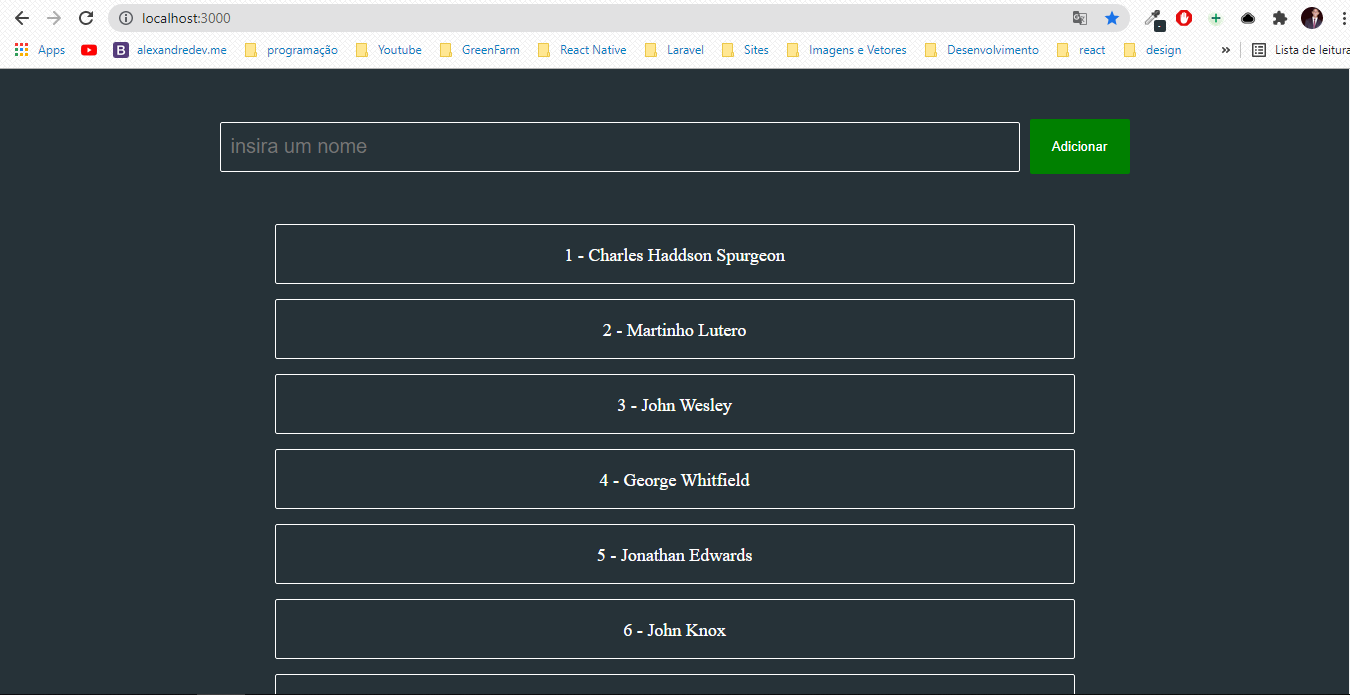 localhost:3000
Apps B alexandredev.me programação Youtube GreenFarm React Native Laravel Sites Imagens e Vetores Desenvolvimento react design » Lista de leitura
insira um nome Adicionar
1 - Charles Haddson Spurgeon
2 - Martinho Lutero
3 - John Wesley
4 - George Whitfield
5 - Jonathan Edwards
6 - John Knox